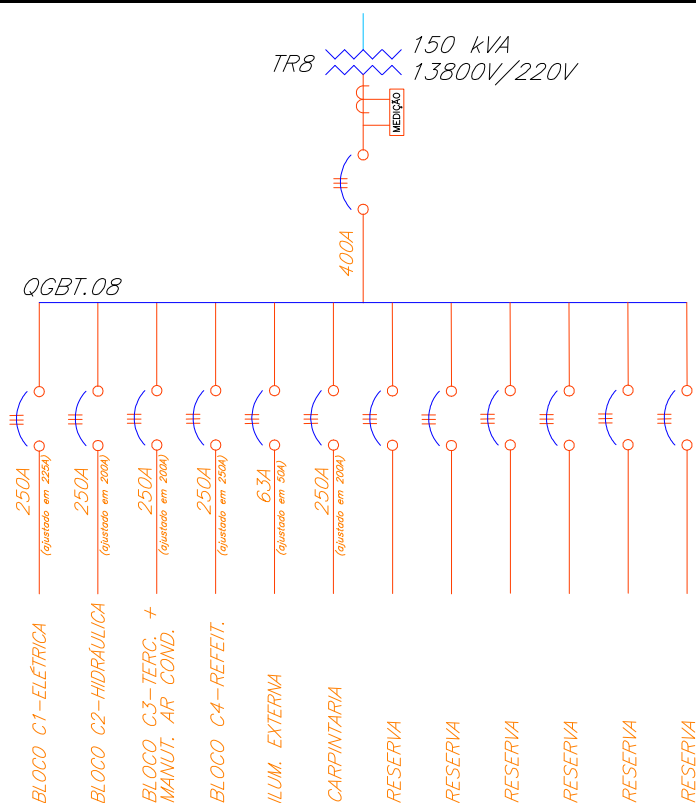 TR8
150 kVA
13800V/220V
MEDIÇÃO
400A
QGBT.08
250A
(ajustado em 225A)
250A
(ajustado em 200A)
250A
(ajustado em 200A)
250A
(ajustado em 250A)
63A
(ajustado em 50A)
250A
(ajustado em 200A)
BLOCO C1-ELÉTRICA
BLOCO C2-HIDRÁULICA
BLOCO C3-TERC. +
MANUT. AR COND.
BLOCO C4-REFEIT.
ILUM. EXTERNA
CARPINTARIA
RESERVA
RESERVA
RESERVA
RESERVA
RESERVA
RESERVA